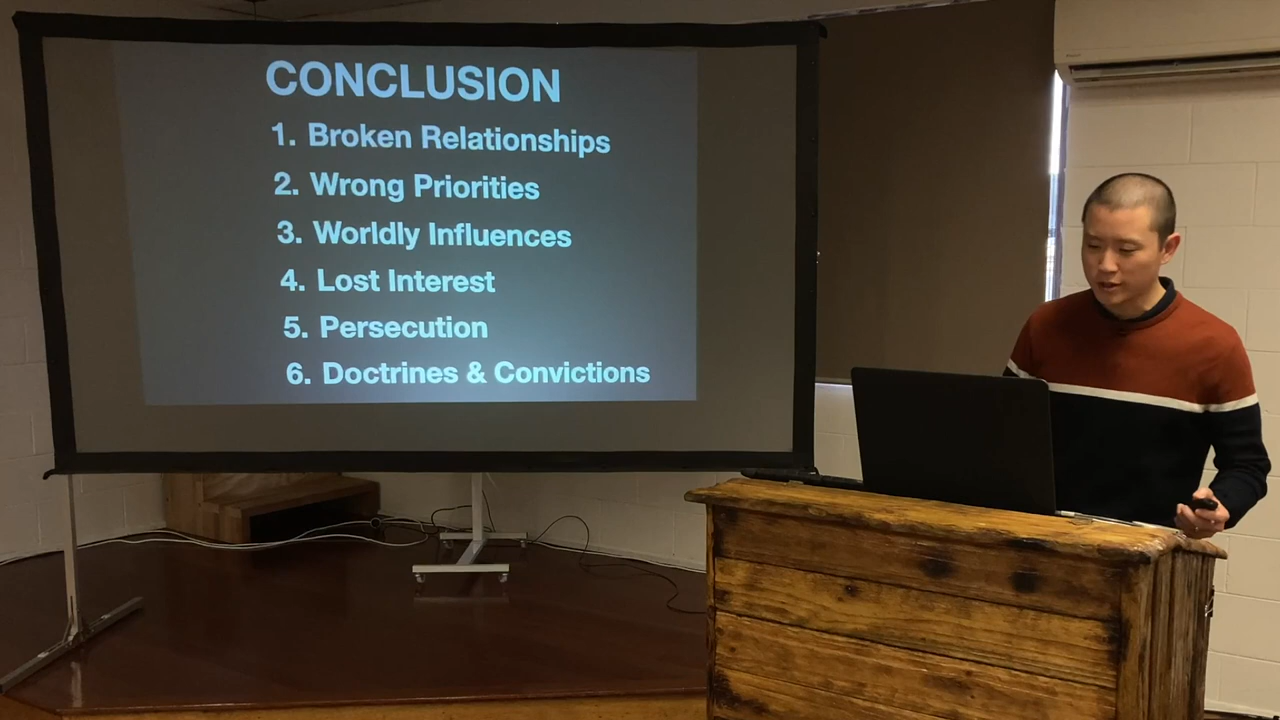 CONCLUSION
1. Broken Relationships
2. Wrong Priorities
3. Worldly Influences
4. Lost Interest
5. Persecution
6. Doctrines & Convictions